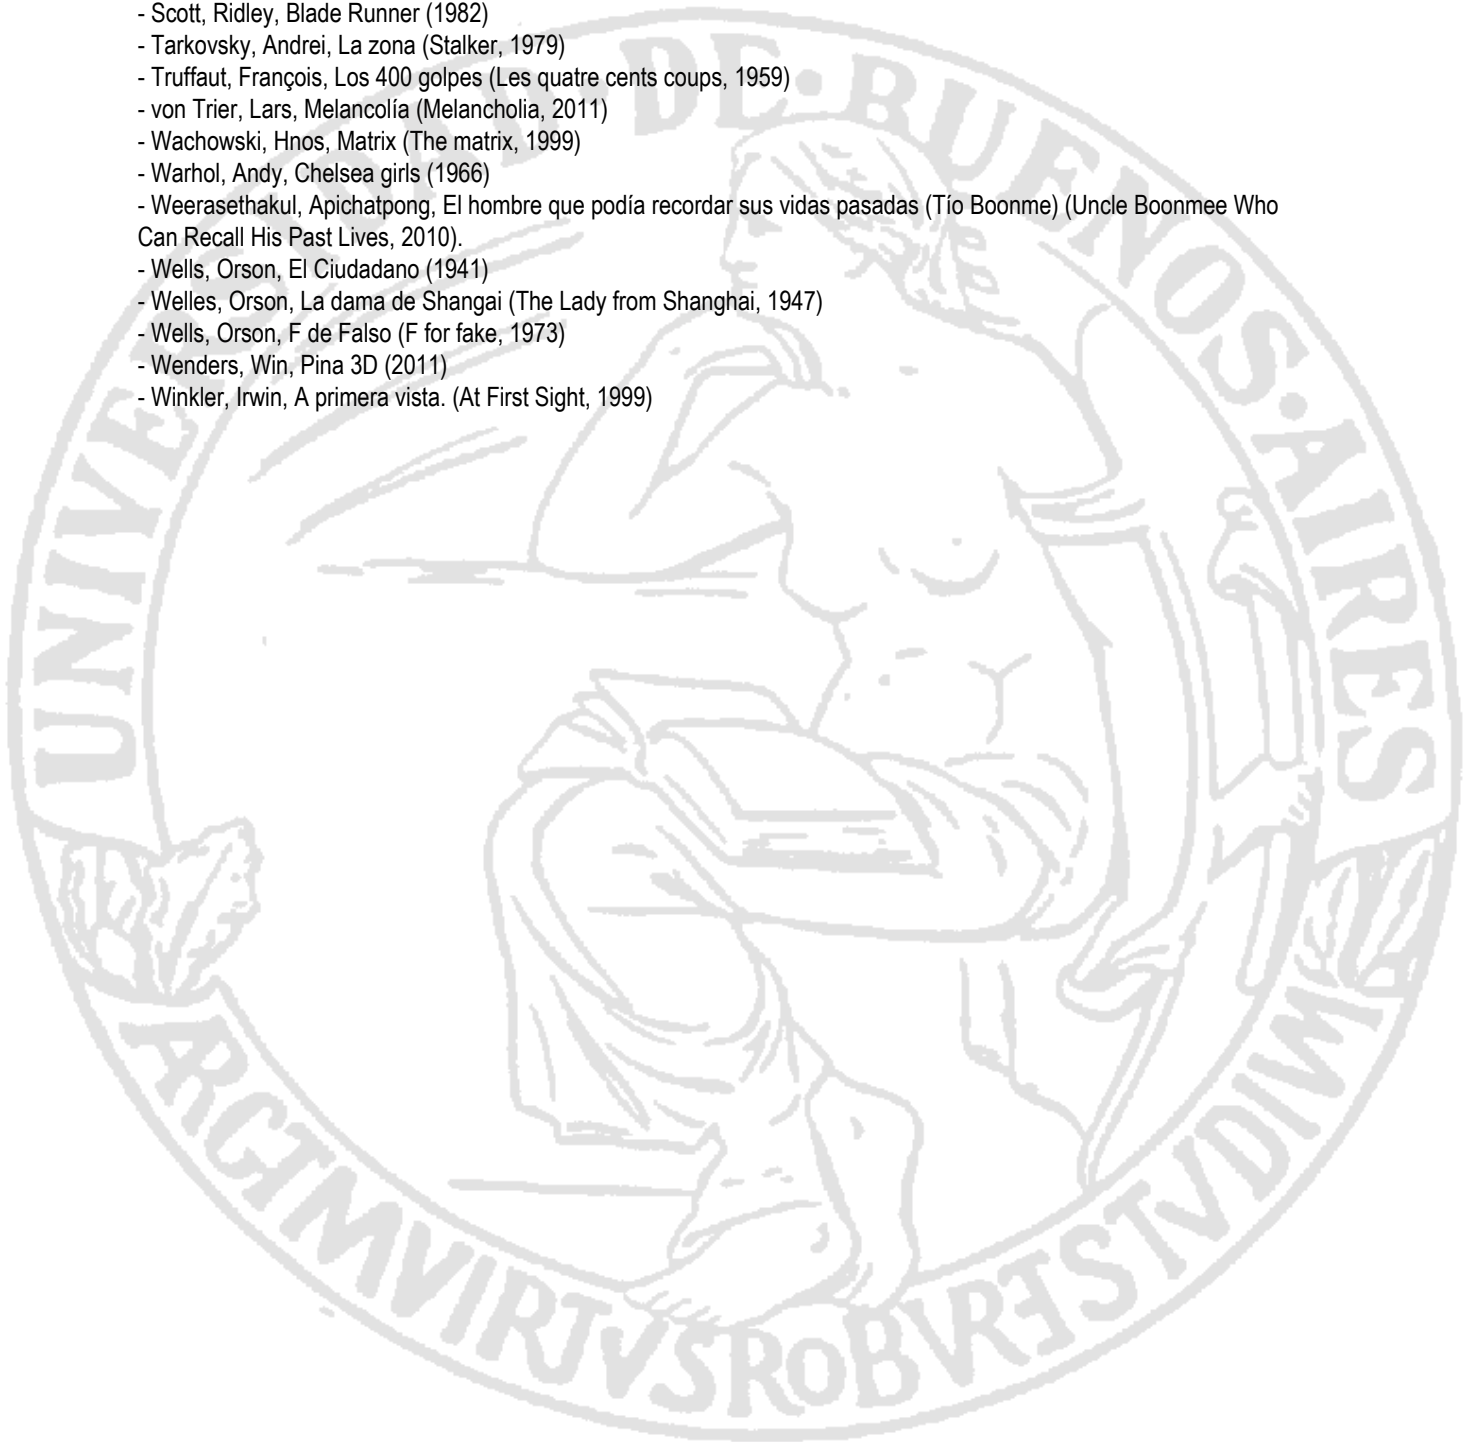 - Scott, Ridley, Blade Runner (1982)
- Tarkovsky, Andrei, La zona (Stalker, 1979)
- Truffaut, François, Los 400 golpes (Les quatre cents coups, 1959)
- von Trier, Lars, Melancolía (Melancholia, 2011)
- Wachowski, Hnos, Matrix (The matrix, 1999)
- Warhol, Andy, Chelsea girls (1966)
- Weerasethakul, Apichatpong, El hombre que podía recordar sus vidas pasadas (Tío Boonme) (Uncle Boonmee Who
Can Recall His Past Lives, 2010).
- Wells, Orson, El Ciudadano (1941)
- Welles, Orson, La dama de Shangai (The Lady from Shanghai, 1947)
- Wells, Orson, F de Falso (F for fake, 1973)
- Wenders, Win, Pina 3D (2011)
- Winkler, Irwin, A primera vista. (At First Sight, 1999)
UNIVERSIDAD·DE·BUENOS·AIRES